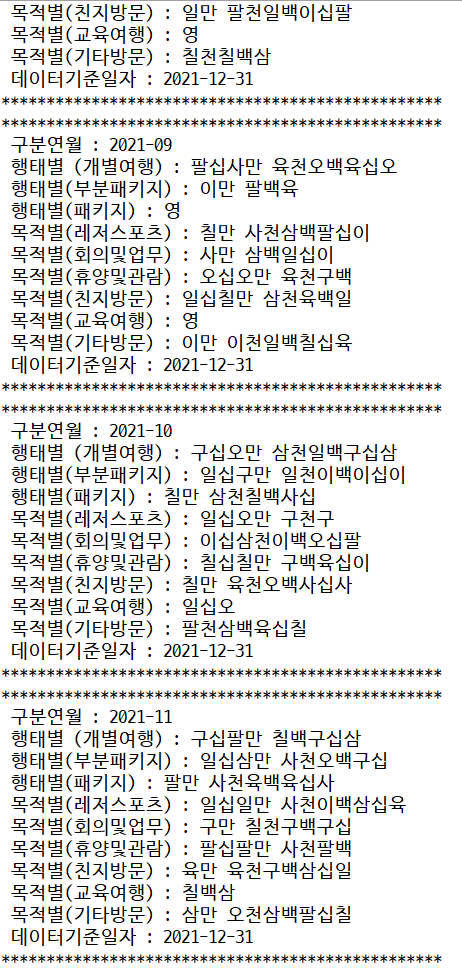 목적별(친지방문) : 일만 팔천일백이십팔
목적별(교육여행) : 영
목적별(기타방문) : 칠천칠백삼
데이터기준일자 : 2021-12-31
*************************************************
*************************************************
구분연월 : 2021-09
행태별 (개별여행) : 팔십사만 육천오백육십오
행태별(부분패키지) : 이만 팔백육
행태별(패키지) : 영
목적별(레저스포츠) : 칠만 사천삼백팔십이
목적별(회의및업무) : 사만 삼백일십이
목적별(휴양및관람) : 오십오만 육천구백
목적별(친지방문) : 일십칠만 삼천육백일
목적별(교육여행) : 영
목적별(기타방문) : 이만 이천일백칠십육
데이터기준일자 : 2021-12-31
*************************************************
*************************************************
구분연월 : 2021-10
행태별 (개별여행) : 구십오만 삼천일백구십삼
행태별(부분패키지) : 일십구만 일천이백이십이
행태별(패키지) : 칠만 삼천칠백사십
목적별(레저스포츠) : 일십오만 구천구
목적별(회의및업무) : 이십삼천이백오십팔
목적별(휴양및관람) : 칠십칠만 구백육십이
목적별(친지방문) : 칠만 육천오백사십사
목적별(교육여행) : 일십오
목적별(기타방문) : 팔천삼백육십칠
데이터기준일자 : 2021-12-31
*************************************************
*************************************************
구분연월 : 2021-11
행태별 (개별여행) : 구십팔만 칠백구십삼
행태별(부분패키지) : 일십삼만 사천오백구십
행태별(패키지) : 팔만 사천육백육십사
목적별(레저스포츠) : 일십일만 사천이백삼십육
목적별(회의및업무) : 구만 칠천구백구십
목적별(휴양및관람) : 팔십팔만 사천팔백
목적별(친지방문) : 육만 육천구백삼십일
목적별(교육여행) : 칠백삼
목적별(기타방문) : 삼만 오천삼백팔십칠
데이터기준일자 : 2021-12-31
*************************************************